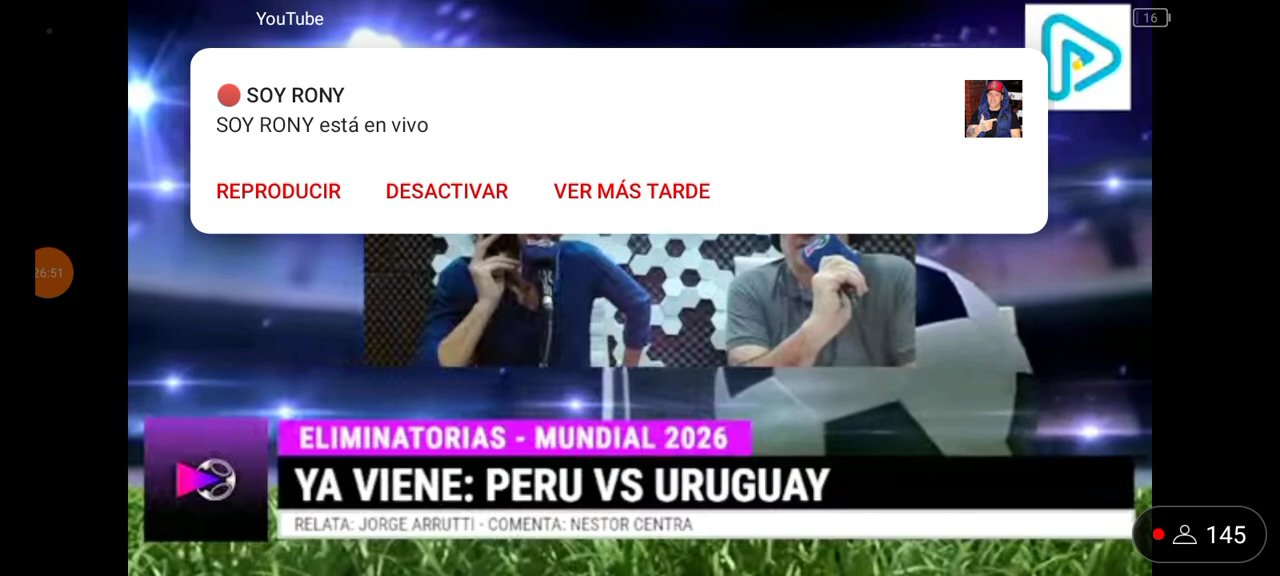 YouTube
16
SOY RONY
SOY RONY está en vivo
REPRODUCIR DESACTIVAR VER MÁS TARDE
26:51
ELIMINATORIAS - MUNDIAL 2026
YA VIENE: PERU VS URUGUAY
RELATA: JORGE ARRUTTI - COMENTA: NESTOR CENTRA
145